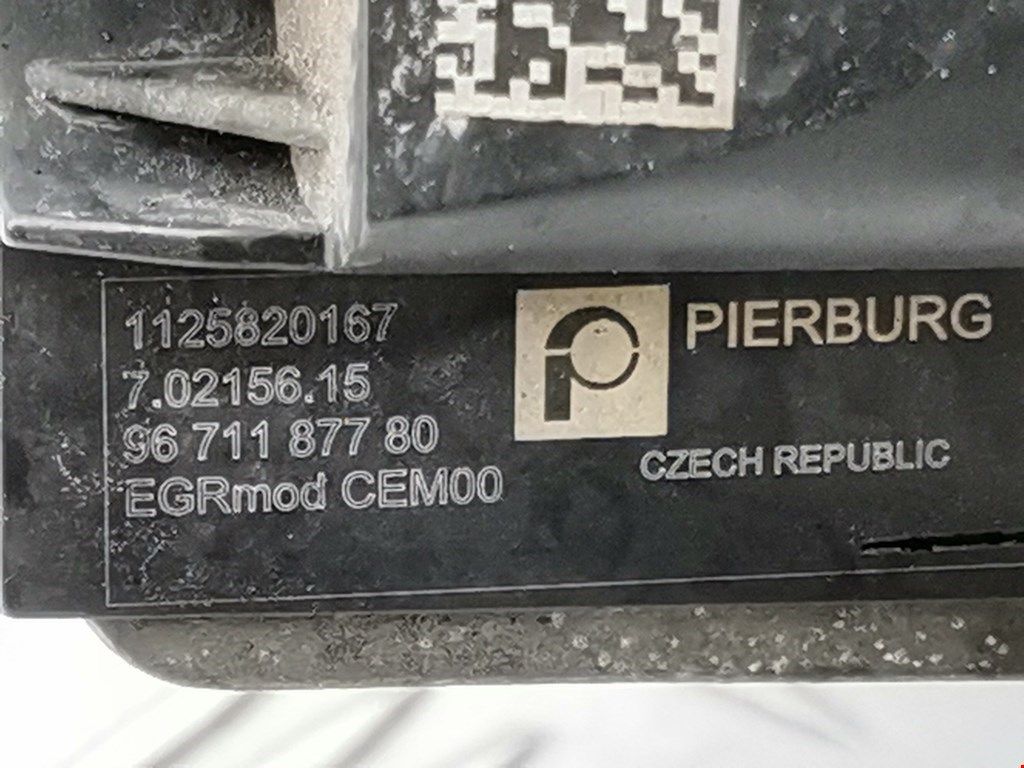 1125820167
7.02156.15
96 711 877 80
EGRmod CEM00
PIERBURG
CZECH REPUBLIC